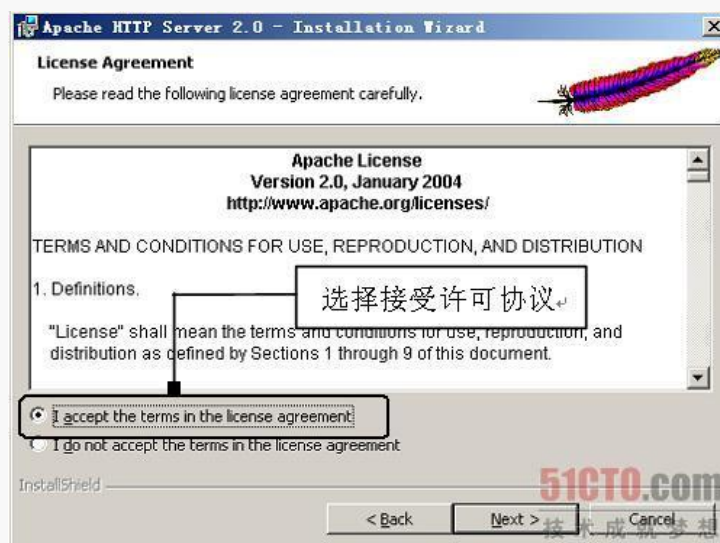 Apache HTTP Server 2.0 - Installation Wizard
License Agreement
Please read the following license agreement carefully.
Apache License
Version 2.0, January 2004
http://www.apache.org/licenses/
TERMS AND CONDITIONS FOR USE, REPRODUCTION, AND DISTRIBUTION
1. Definitions.
选择接受许可协议
"License" shall mean the terms and conditions for use, reproduction, and
distribution as defined by Sections 1 through 9 of this document.
I accept the terms in the license agreement
I do not accept the terms in the license agreement
InstallShield
< Back
Next >
Cancel
51CTO.com
技术成就梦想